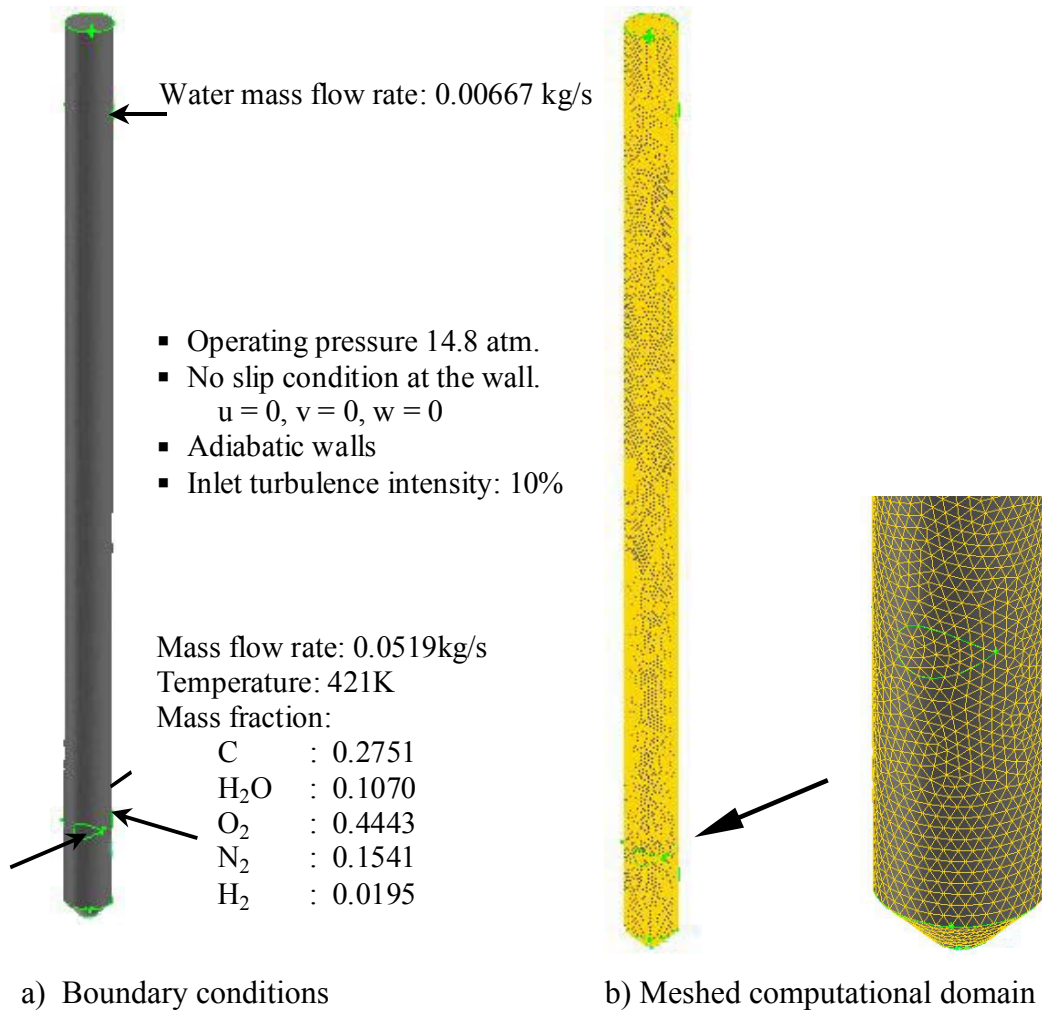 Water mass flow rate: 0.00667 kg/s
▪ Operating pressure 14.8 atm.
▪ No slip condition at the wall.
u = 0, v = 0, w = 0
▪ Adiabatic walls
▪ Inlet turbulence intensity: 10%
Mass flow rate: 0.0519kg/s
Temperature: 421K
Mass fraction:
C : 0.2751
H₂O : 0.1070
O₂ : 0.4443
N₂ : 0.1541
H₂ : 0.0195
a) Boundary conditions
b) Meshed computational domain